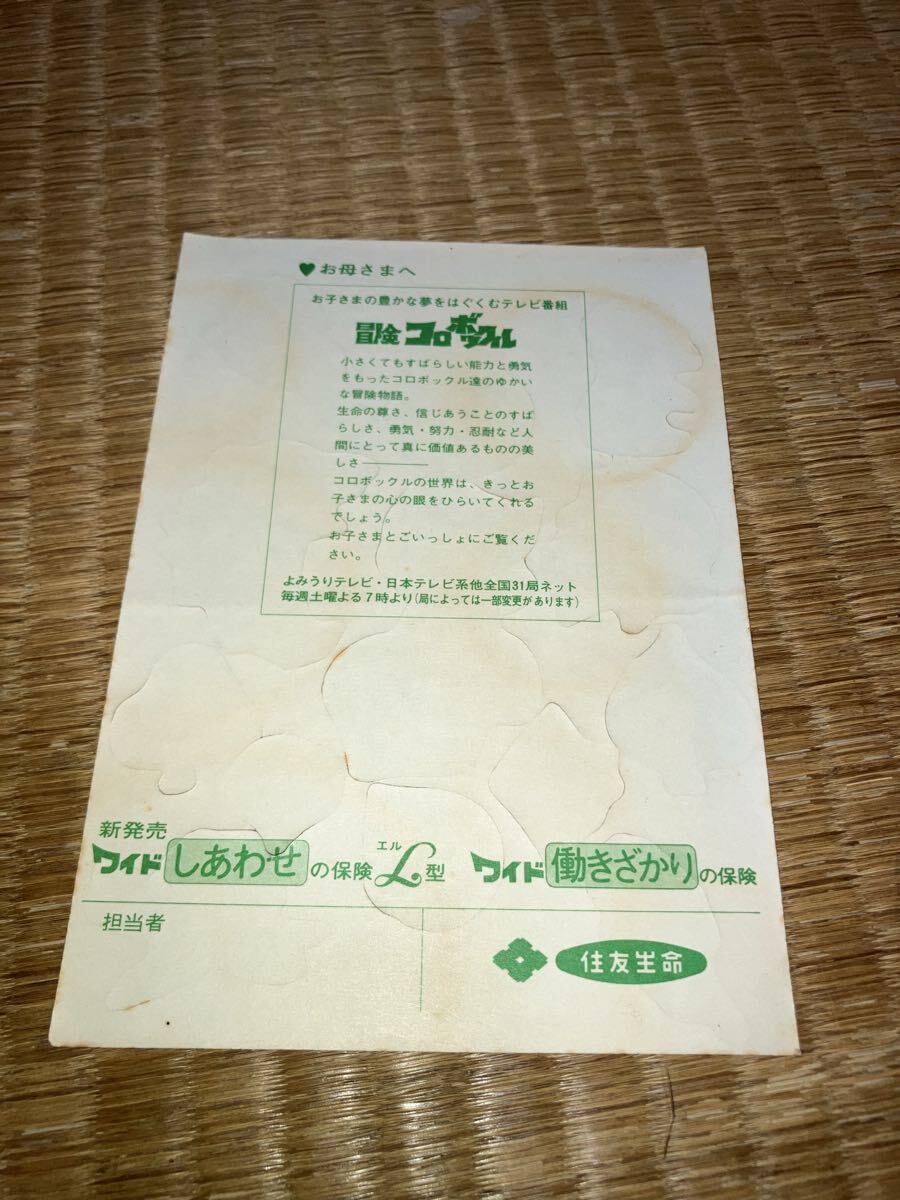 ♥お母さまへ
お子さまの豊かな夢をはぐくむテレビ番組
冒険コロボックル
小さくてもすばらしい能力と勇気
をもったコロボックル達のゆかい
な冒険物語。
生命の尊さ、信じあうことのすば
らしさ、勇気・努力・忍耐など人
間にとって真に価値あるものの美
しさ――――
コロボックルの世界は、きっとお
子さまの心の眼をひらいてくれる
でしょう。
お子さまとごいっしょにご覧くだ
さい。
よみうりテレビ・日本テレビ系他全国31局ネット
毎週土曜よる7時より(局によっては一部変更があります)
新発売
ワイドしあわせの保険 エル L型 ワイド働きざかりの保険
担当者
住友生命